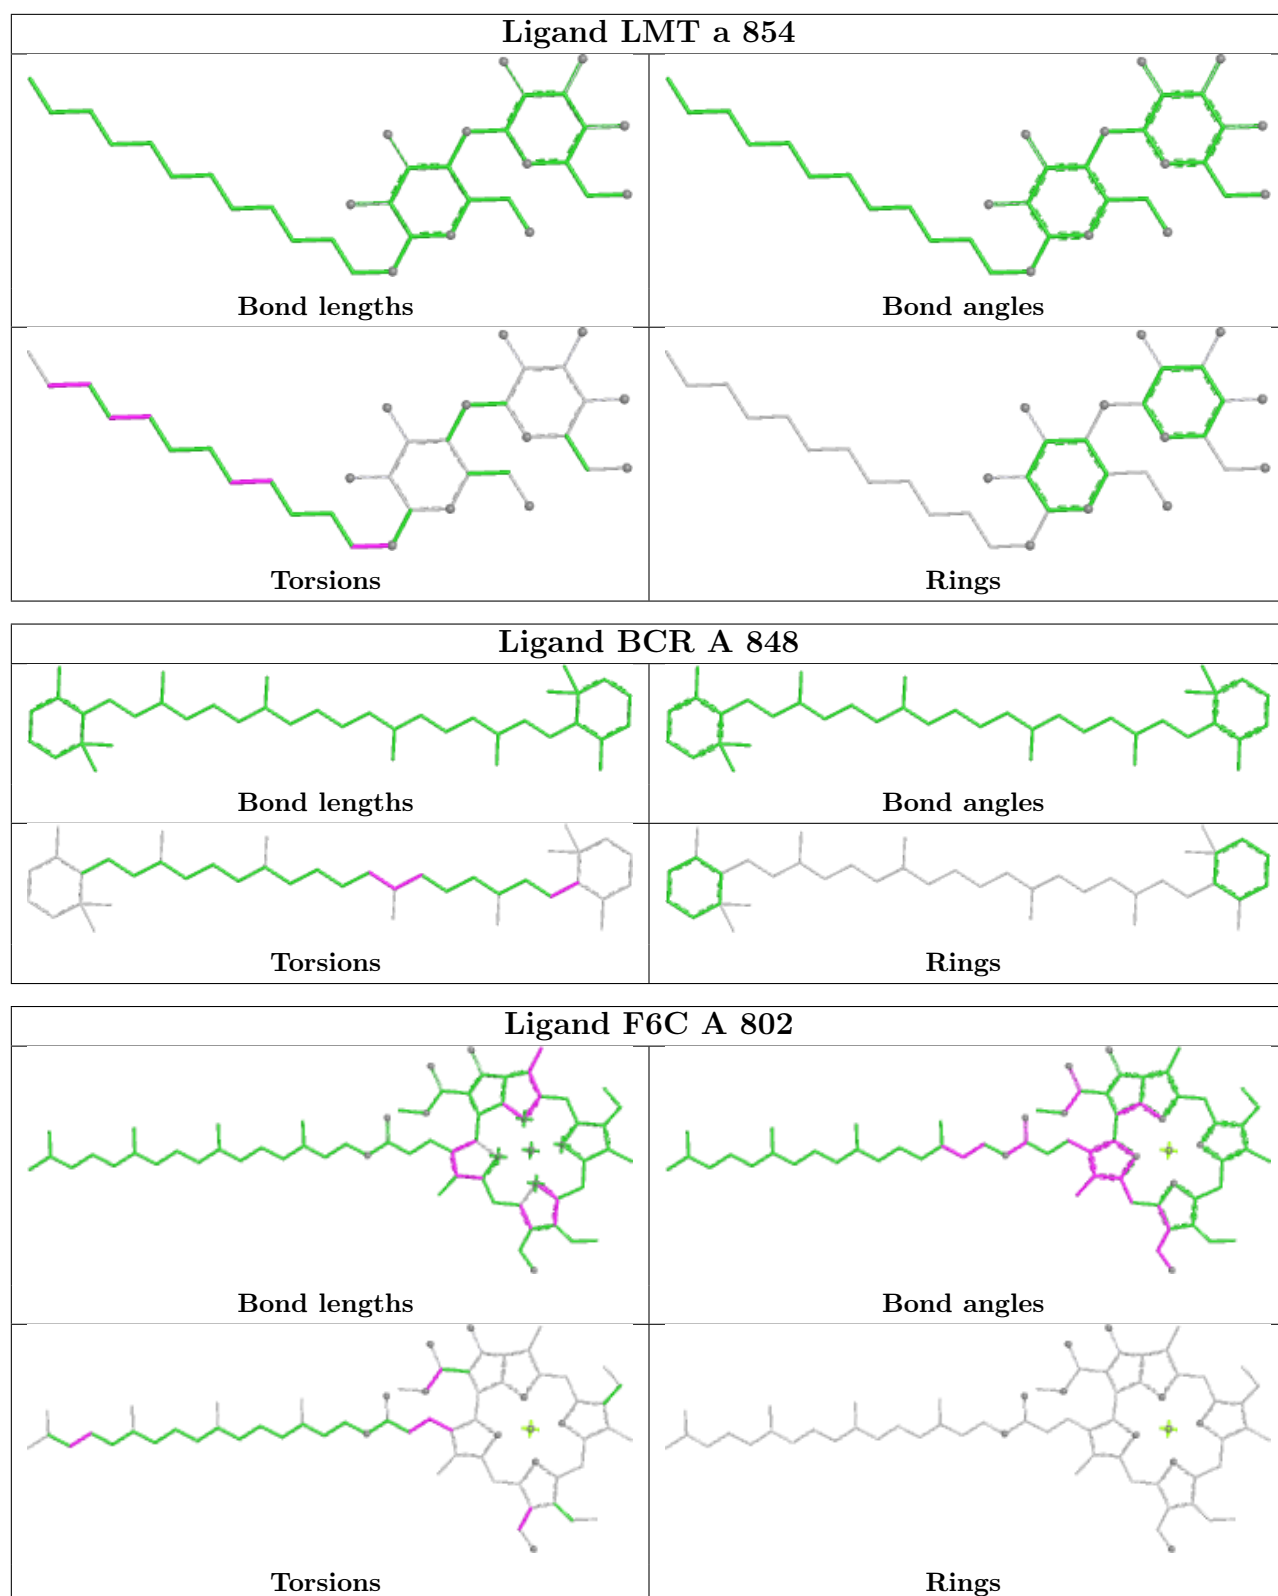 Ligand LMT a 854
Bond lengths
Bond angles
Torsions
Rings
Ligand BCR A 848
Bond lengths
Bond angles
Torsions
Rings
Ligand F6C A 802
Bond lengths
Bond angles
Torsions
Rings